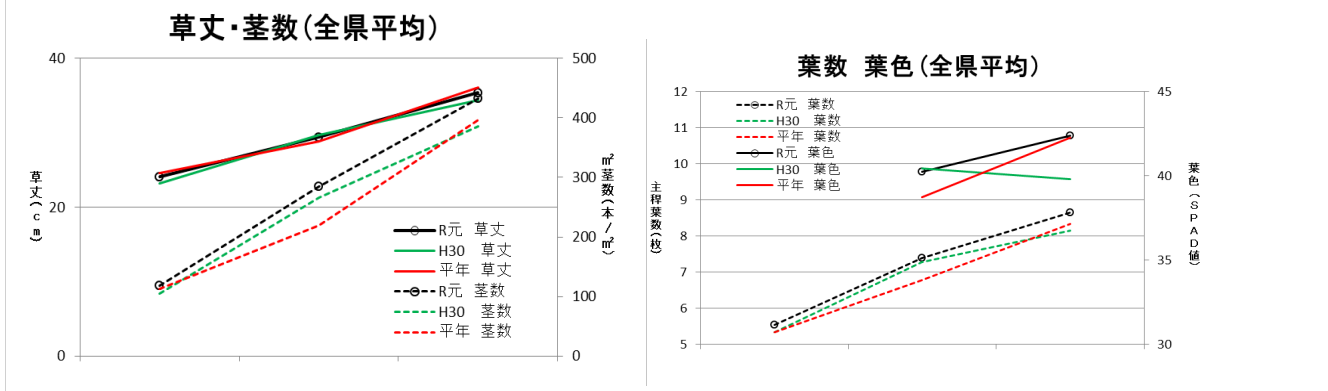 草丈・茎数(全県平均)
40
20
0
草丈(cm)
500
400
300
200
100
0
㎡茎数(本/㎡)
R元 草丈
H30 草丈
平年 草丈
R元 茎数
H30 茎数
平年 茎数
葉数 葉色(全県平均)
12
11
10
9
8
7
6
5
主稈葉数(枚)
45
40
35
30
葉色(SPAD値)
R元 葉数
H30 葉数
平年 葉数
R元 葉色
H30 葉色
平年 葉色